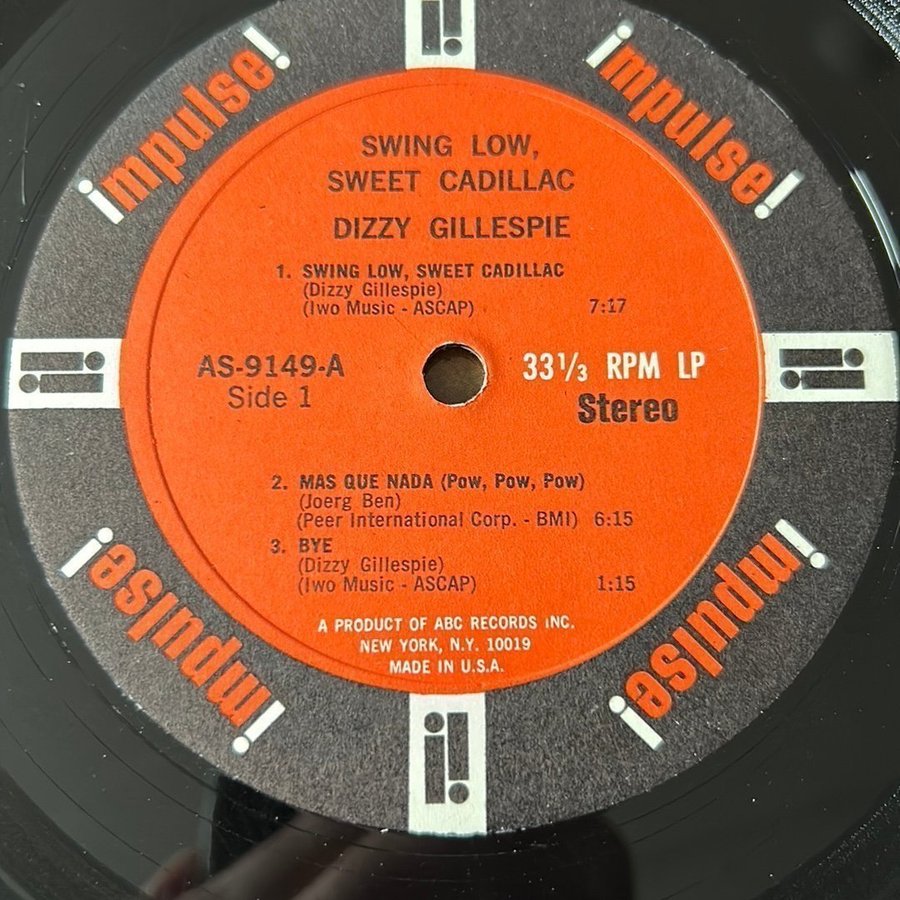 impulse!
impulse!
SWING LOW,
SWEET CADILLAC
DIZZY GILLESPIE
1. SWING LOW, SWEET CADILLAC
(Dizzy Gillespie)
(Iwo Music - ASCAP) 7:17
AS-9149-A
Side 1
33 1/3 RPM LP
Stereo
2. MAS QUE NADA (Pow, Pow, Pow)
(Joerg Ben)
(Peer International Corp. - BMI) 6:15
3. BYE
(Dizzy Gillespie)
(Iwo Music - ASCAP) 1:15
A PRODUCT OF ABC RECORDS INC.
NEW YORK, N.Y. 10019
MADE IN U.S.A.
impulse!
impulse!